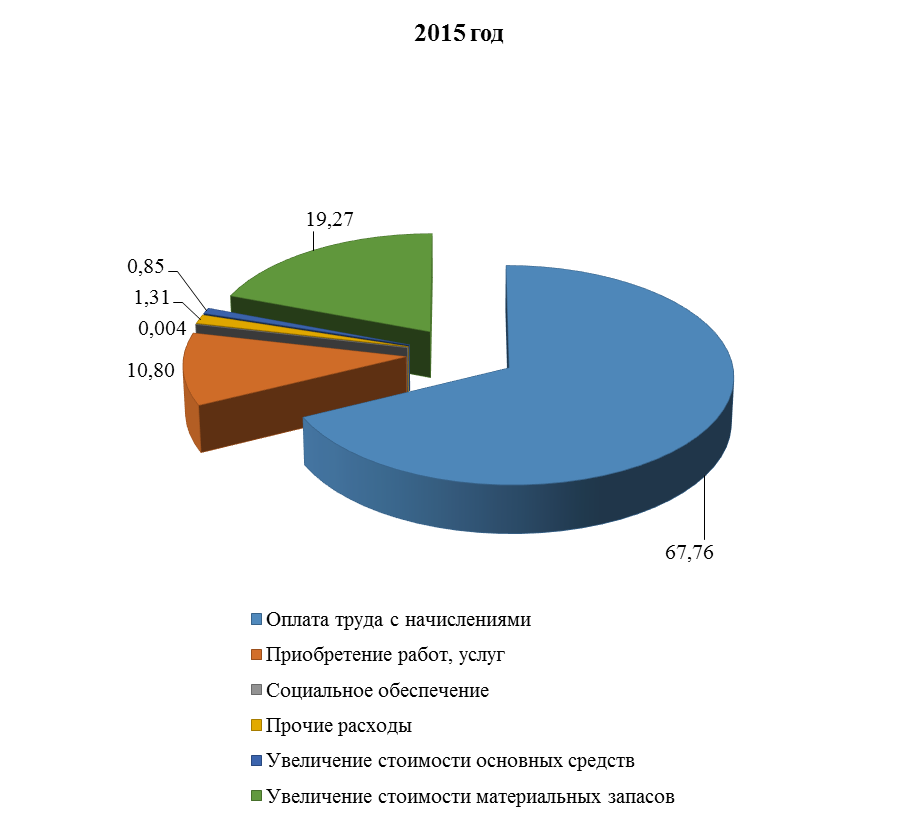 2015 год
19,27
0,85
1,31
0,004
10,80
67,76
Оплата труда с начислениями
Приобретение работ, услуг
Социальное обеспечение
Прочие расходы
Увеличение стоимости основных средств
Увеличение стоимости материальных запасов